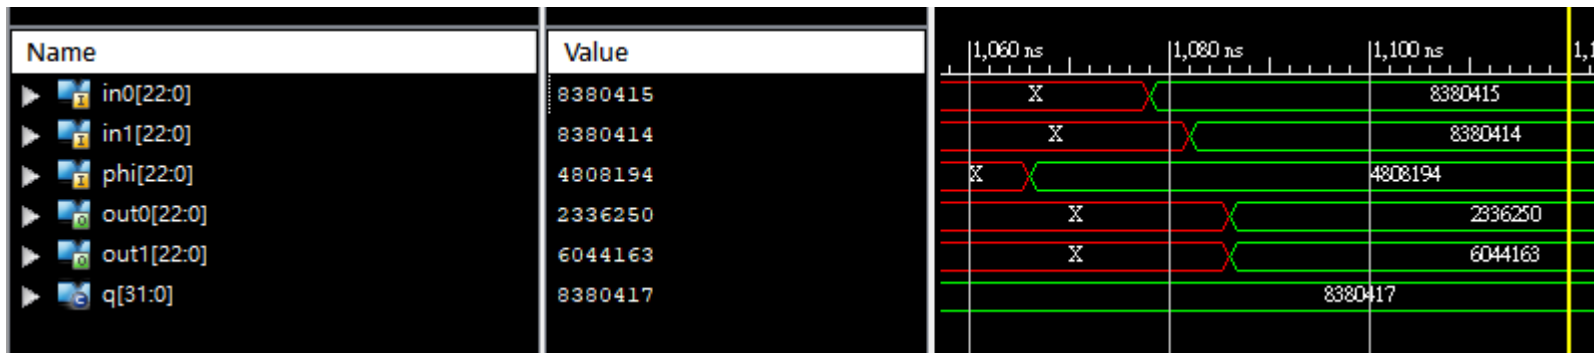 Name Value 1,060 ns 1,080 ns 1,100 ns 1,1
in0[22:0] 8380415 X 8380415
in1[22:0] 8380414 X 8380414
phi[22:0] 4808194 X 4808194
out0[22:0] 2336250 X 2336250
out1[22:0] 6044163 X 6044163
q[31:0] 8380417 8380417